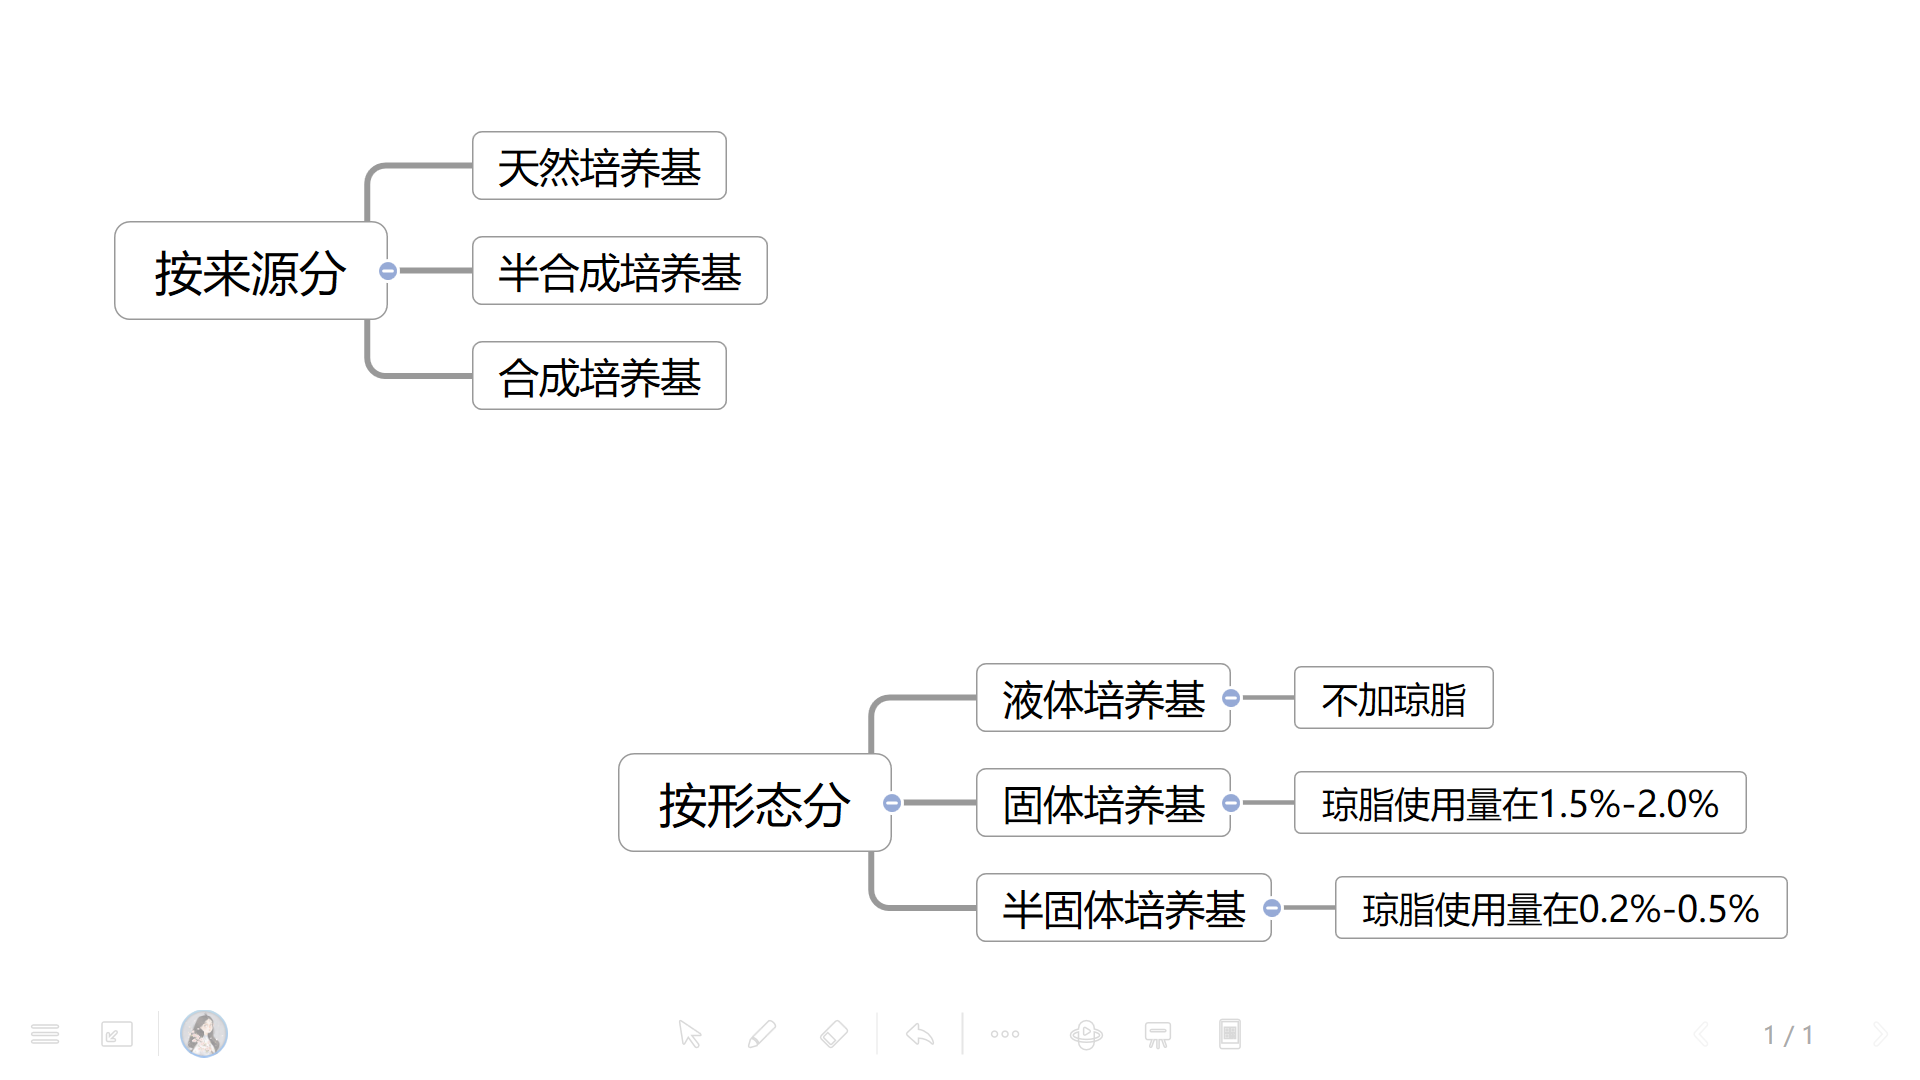 天然培养基
按来源分
半合成培养基
合成培养基
液体培养基
不加琼脂
按形态分
固体培养基
琼脂使用量在1.5%-2.0%
半固体培养基
琼脂使用量在0.2%-0.5%
1 / 1